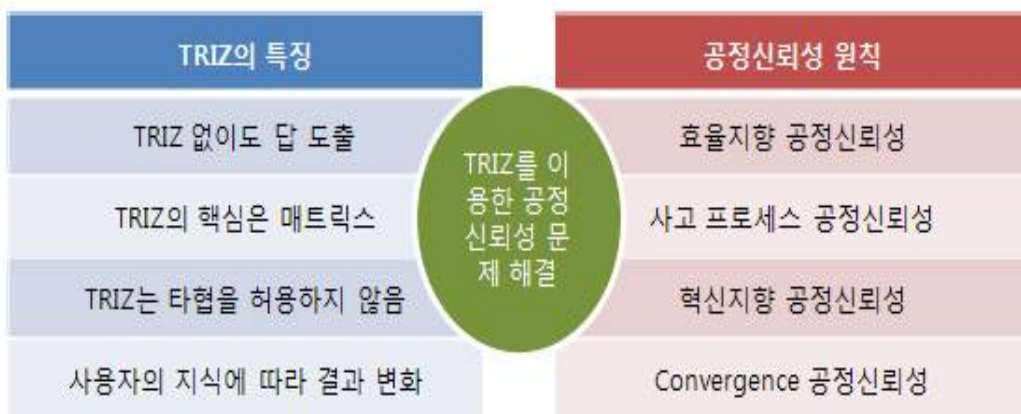 TRIZ의 특징
TRIZ 없이도 답 도출
TRIZ의 핵심은 매트릭스
TRIZ는 타협을 허용하지 않음
사용자의 지식에 따라 결과 변화
TRIZ를 이
용한 공정
신뢰성 문
제 해결
공정신뢰성 원칙
효율지향 공정신뢰성
사고 프로세스 공정신뢰성
혁신지향 공정신뢰성
Convergence 공정신뢰성